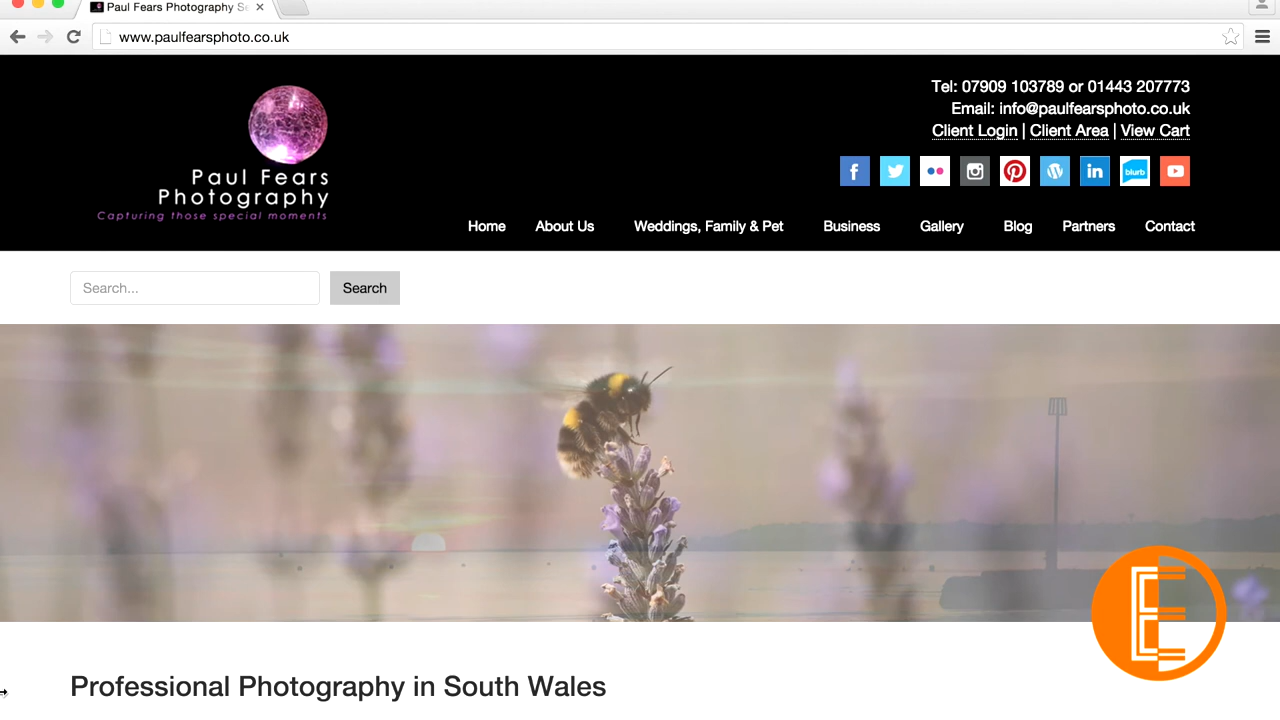 Paul Fears Photography Se
www.paulfearsphoto.co.uk
Paul Fears
Photography
Capturing those special moments
Tel: 07909 103789 or 01443 207773
Email: info@paulfearsphoto.co.uk
Client Login | Client Area | View Cart
blurb
Home About Us Weddings, Family & Pet Business Gallery Blog Partners Contact
Search... Search
Professional Photography in South Wales